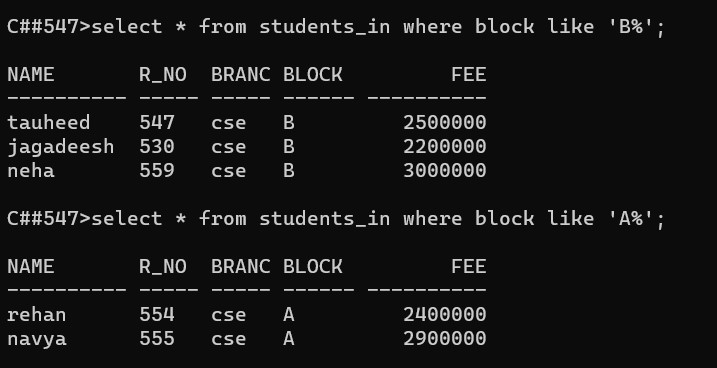 C##547>select * from students_in where block like 'B%';
NAME       R_NO  BRANC BLOCK         FEE
---------- ----- ----- ------ ----------
tauheed    547   cse   B         2500000
jagadeesh  530   cse   B         2200000
neha       559   cse   B         3000000
C##547>select * from students_in where block like 'A%';
NAME       R_NO  BRANC BLOCK         FEE
---------- ----- ----- ------ ----------
rehan      554   cse   A         2400000
navya      555   cse   A         2900000